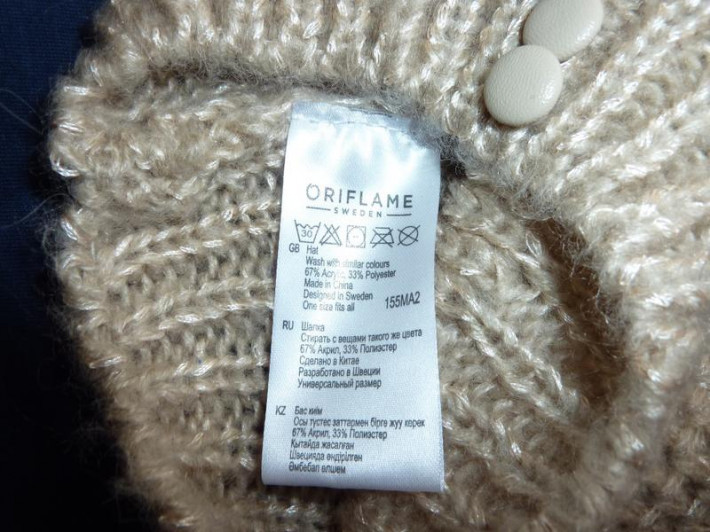 ORIFLAME
SWEDEN
30
GB Hat
Wash with similar colours
67% Acrylic, 33% Polyester
Made in China
Designed in Sweden
One size fits all
155MA2
RU Шапка
Стирать с вещами такого же цвета
67% Акрил, 33% Полиэстер
Сделано в Китае
Разработано в Швеции
Универсальный размер
KZ Бас киім
Осы түстес заттармен бірге жуу керек
67% Акрил, 33% Полиэстер
Қытайда жасалған
Швецияда өндірілген
Әмбебап өлшем